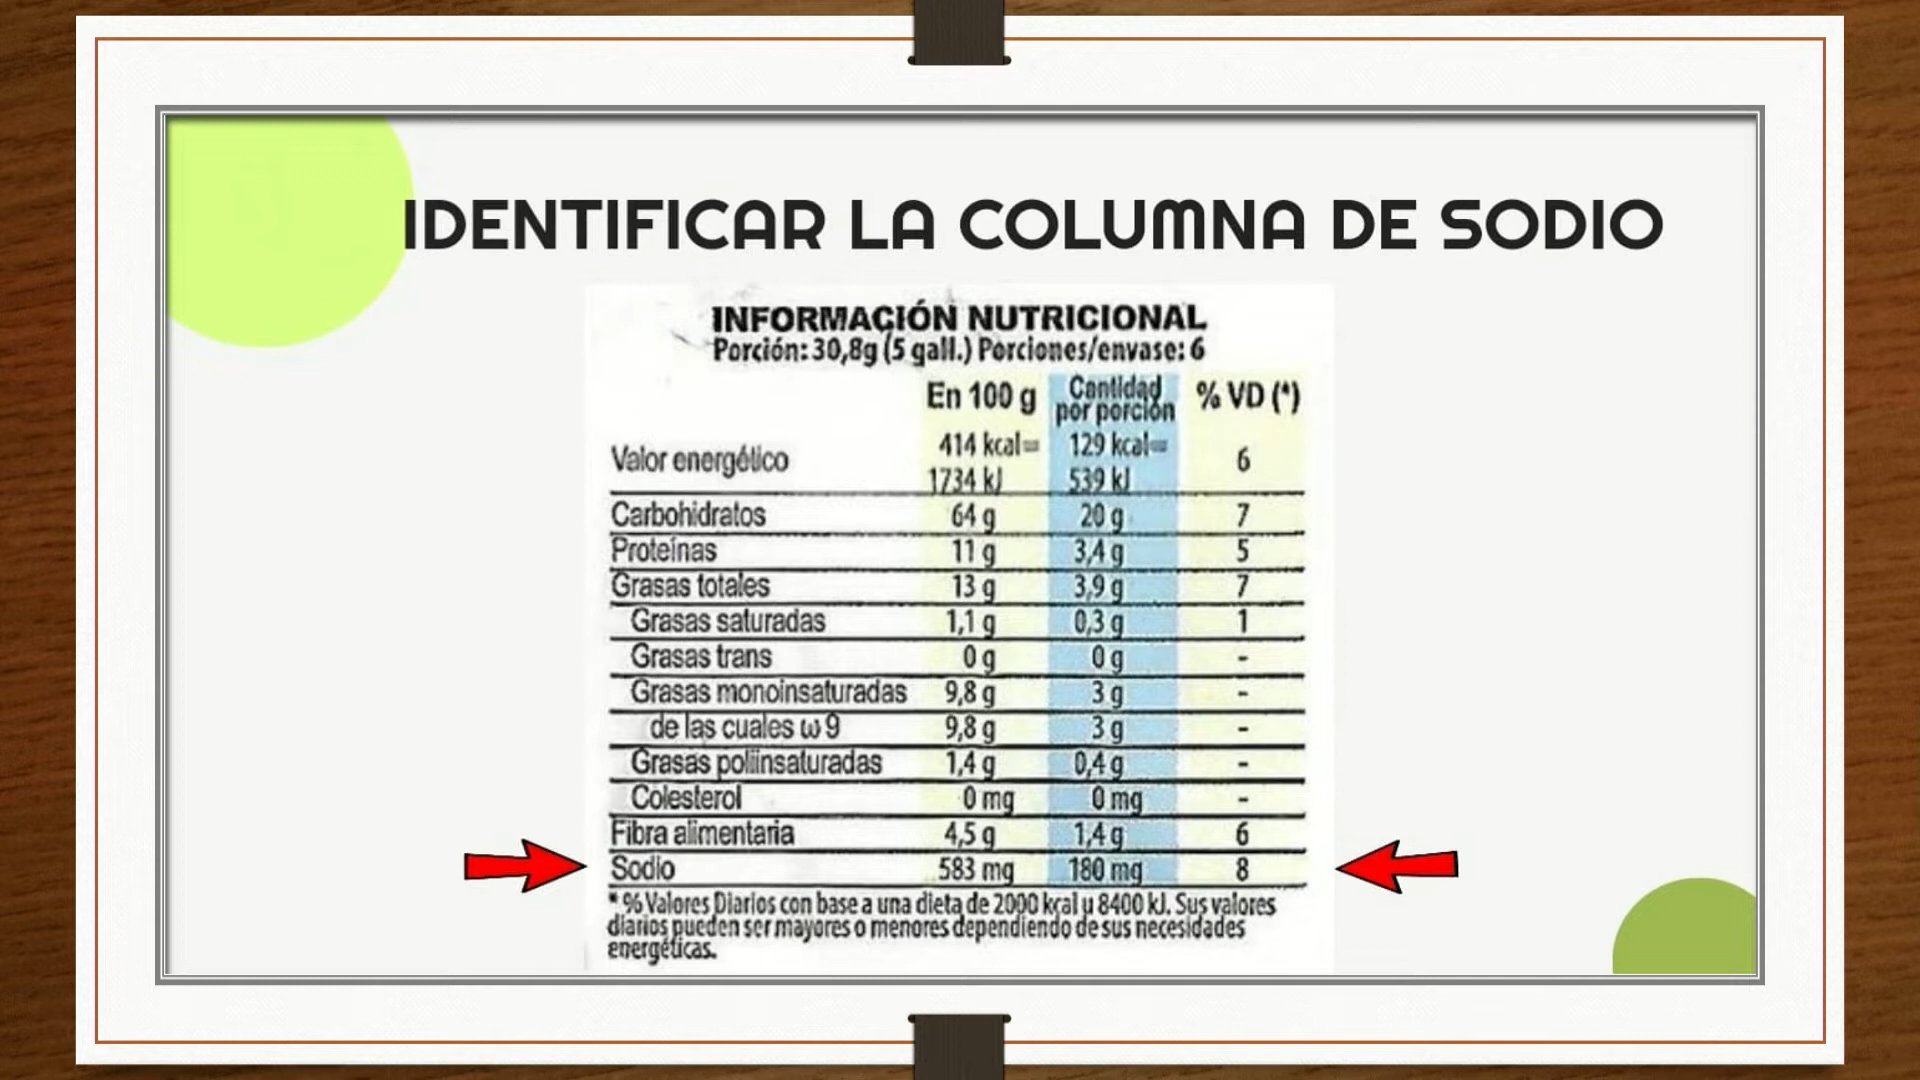 IDENTIFICAR LA COLUMNA DE SODIO
INFORMACIÓN NUTRICIONAL
Porción: 30,8g (5 gall.) Porciones/envase: 6
En 100 g Cantidad por porción % VD (*)
Valor energético 414 kcal= 1734 kJ 129 kcal= 539 kJ 6
Carbohidratos 64 g 20 g 7
Proteínas 11 g 3,4 g 5
Grasas totales 13 g 3,9 g 7
Grasas saturadas 1,1 g 0,3 g 1
Grasas trans 0 g 0 g -
Grasas monoinsaturadas 9,8 g 3 g -
de las cuales ω 9 9,8 g 3 g -
Grasas poliinsaturadas 1,4 g 0,4 g -
Colesterol 0 mg 0 mg -
Fibra alimentaria 4,5 g 1,4 g 6
Sodio 583 mg 180 mg 8
* % Valores Diarios con base a una dieta de 2000 kcal u 8400 kJ. Sus valores
diarios pueden ser mayores o menores dependiendo de sus necesidades
energéticas.